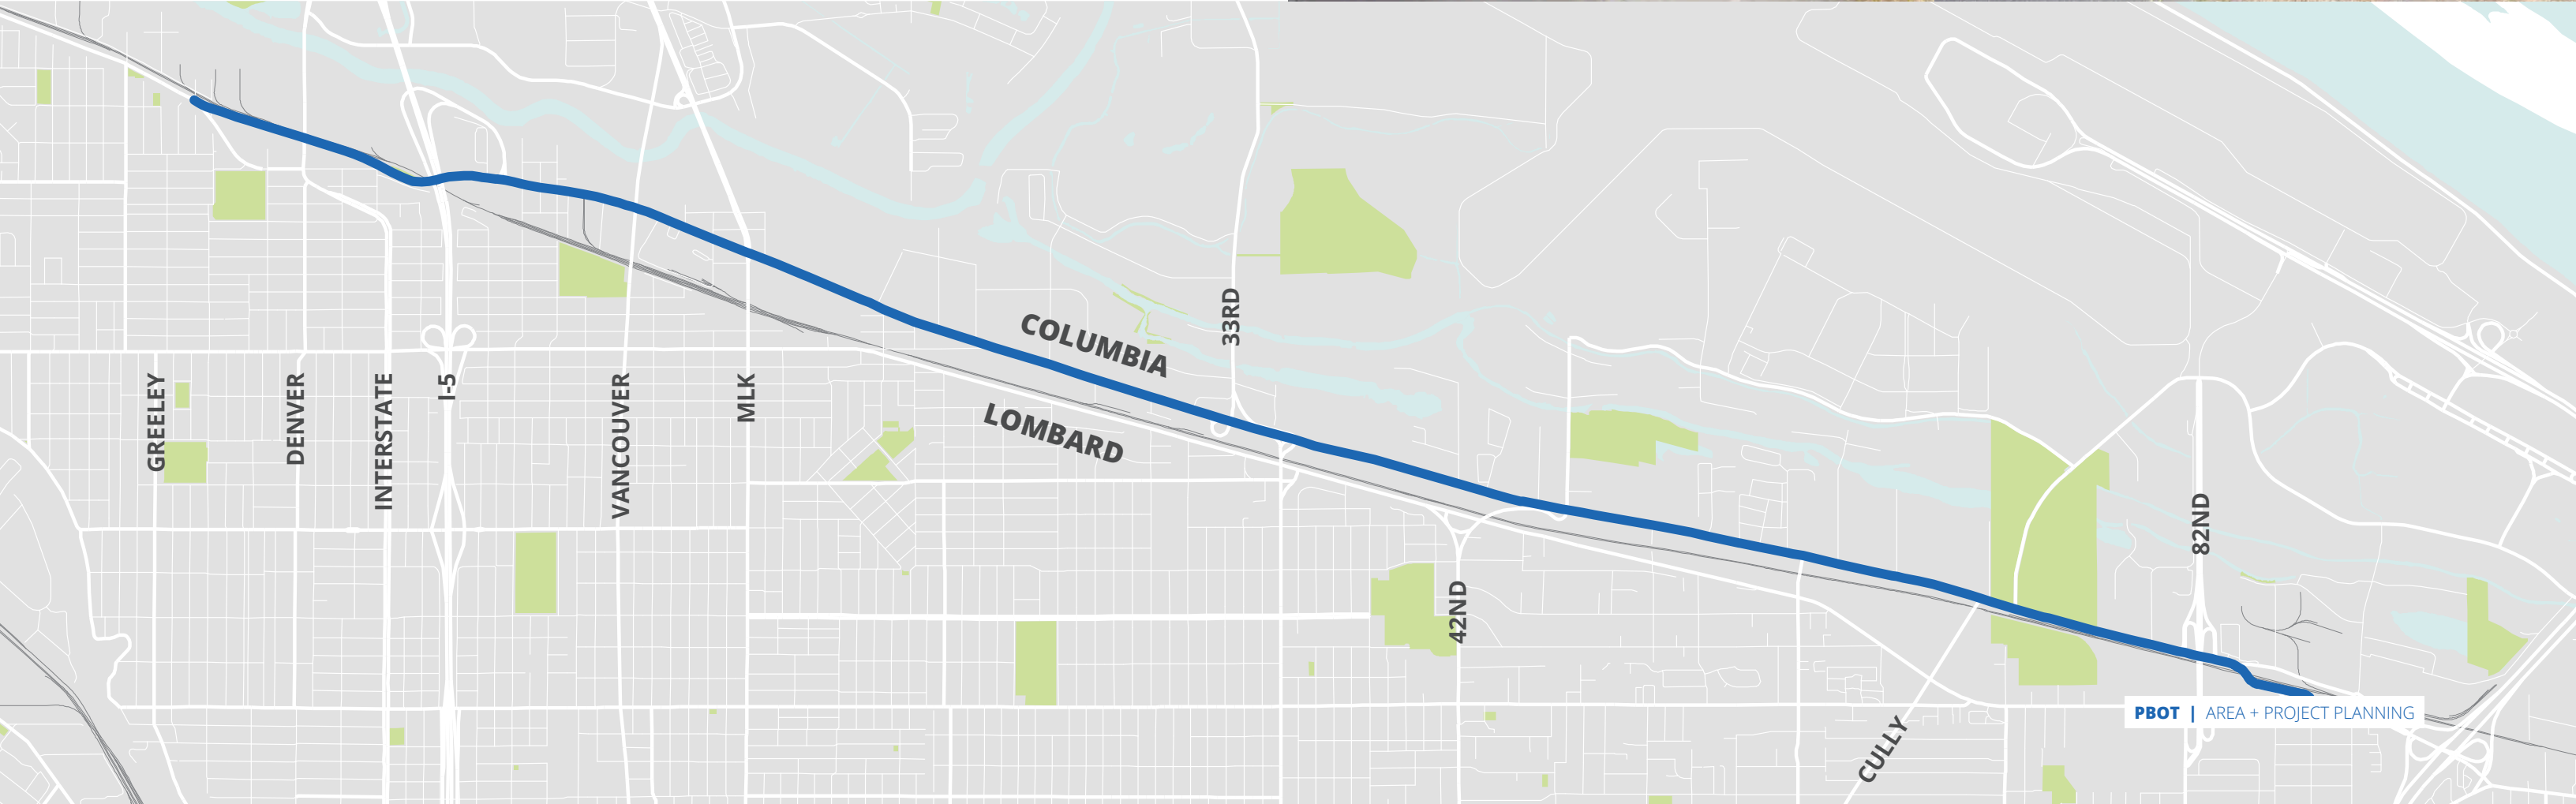 COLUMBIA
LOMBARD
33RD
GREELEY
DENVER
INTERSTATE
I-5
VANCOUVER
MLK
42ND
82ND
CULLY
PBOT | AREA + PROJECT PLANNING